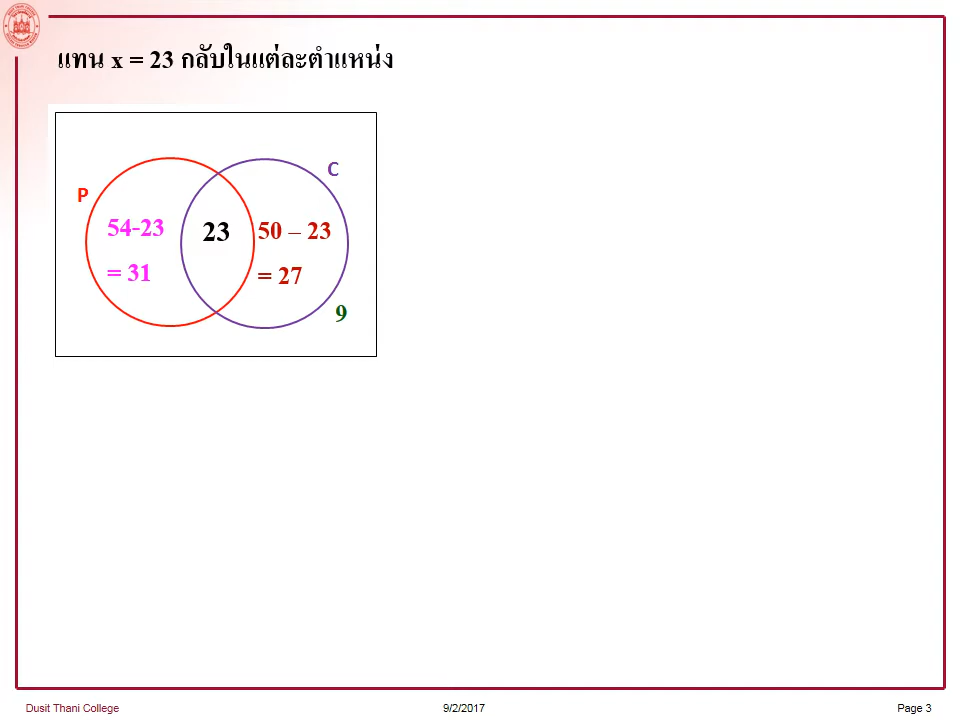 แทน x = 23 กลับในแต่ละตำแหน่ง
C
P
54-23
23
50 – 23
= 31
= 27
9
Dusit Thani College
9/2/2017
Page 3